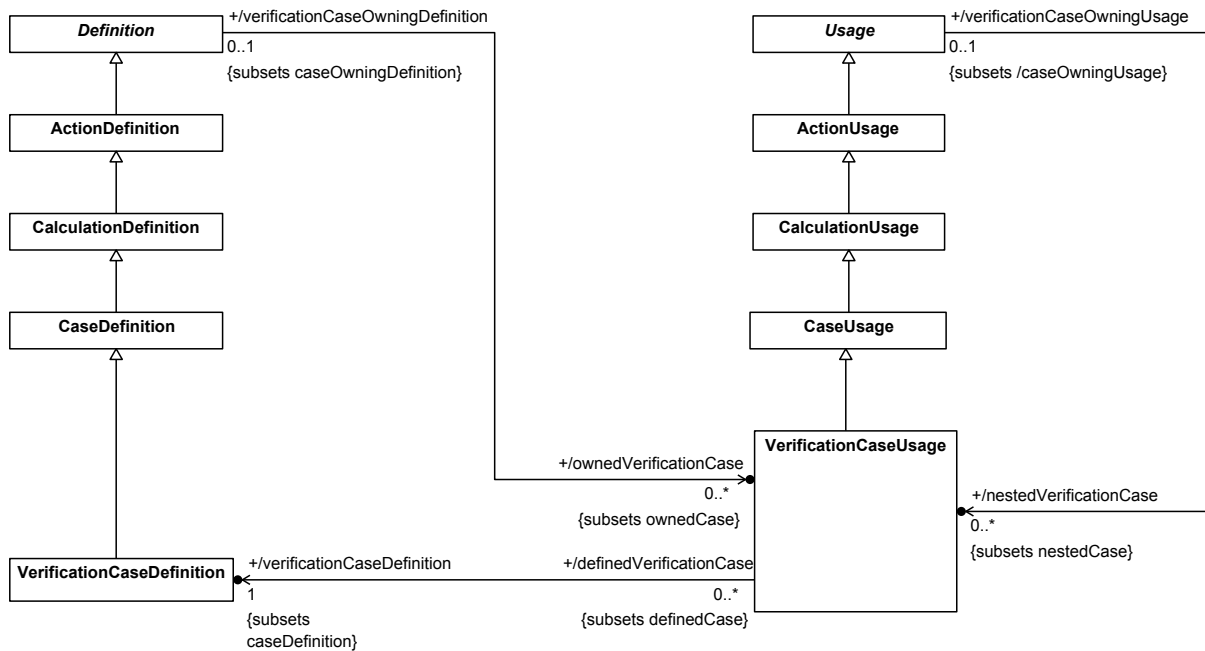 +/verificationCaseOwningDefinition
+/verificationCaseOwningUsage
Definition
Usage
0..1
0..1
{subsets caseOwningDefinition}
{subsets /caseOwningUsage}
ActionDefinition
ActionUsage
CalculationDefinition
CalculationUsage
CaseDefinition
CaseUsage
VerificationCaseUsage
+/ownedVerificationCase
0..*
{subsets ownedCase}
+/nestedVerificationCase
0..*
{subsets nestedCase}
VerificationCaseDefinition
+/verificationCaseDefinition
1
{subsets
caseDefinition}
+/definedVerificationCase
0..*
{subsets definedCase}